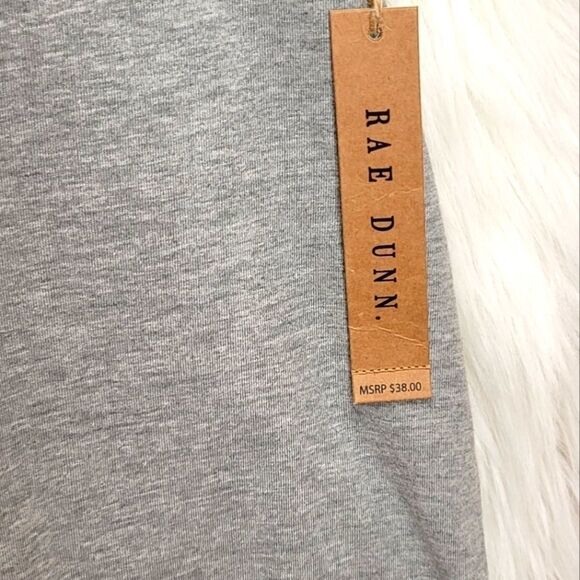 RAE DUNN.
MSRP $38.00